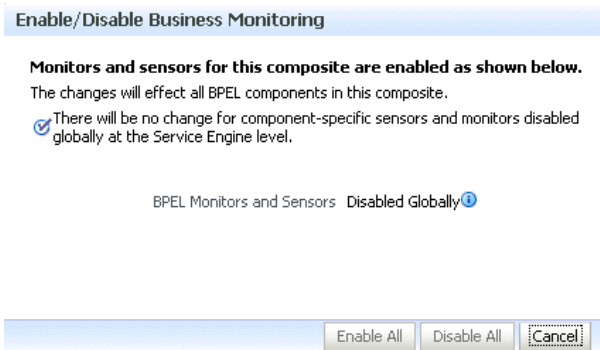 Enable/Disable Business Monitoring
Monitors and sensors for this composite are enabled as shown below.
The changes will effect all BPEL components in this composite.
There will be no change for component-specific sensors and monitors disabled
globally at the Service Engine level.
BPEL Monitors and Sensors Disabled Globally
Enable All Disable All Cancel